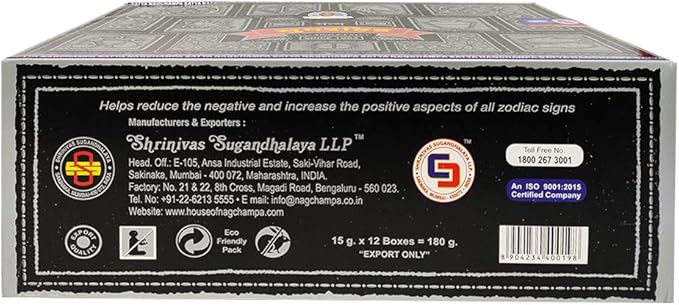 Helps reduce the negative and increase the positive aspects of all zodiac signs
Manufacturers & Exporters :
Shrinivas Sugandhalaya LLP™
Head. Off.: E-105, Ansa Industrial Estate, Saki-Vihar Road,
Sakinaka, Mumbai - 400 072, Maharashtra, INDIA.
Factory: No. 21 & 22, 8th Cross, Magadi Road, Bengaluru - 560 023.
Tel. No: +91-22-6213 5555 • E mail: info@nagchampa.co.in
Website: www.houseofnagchampa.com
Toll Free No.
1800 267 3001
An ISO 9001:2015
Certified Company
EXPORT
QUALITY
Eco
Friendly
Pack
15 g. x 12 Boxes = 180 g.
"EXPORT ONLY"
8 904234 400198